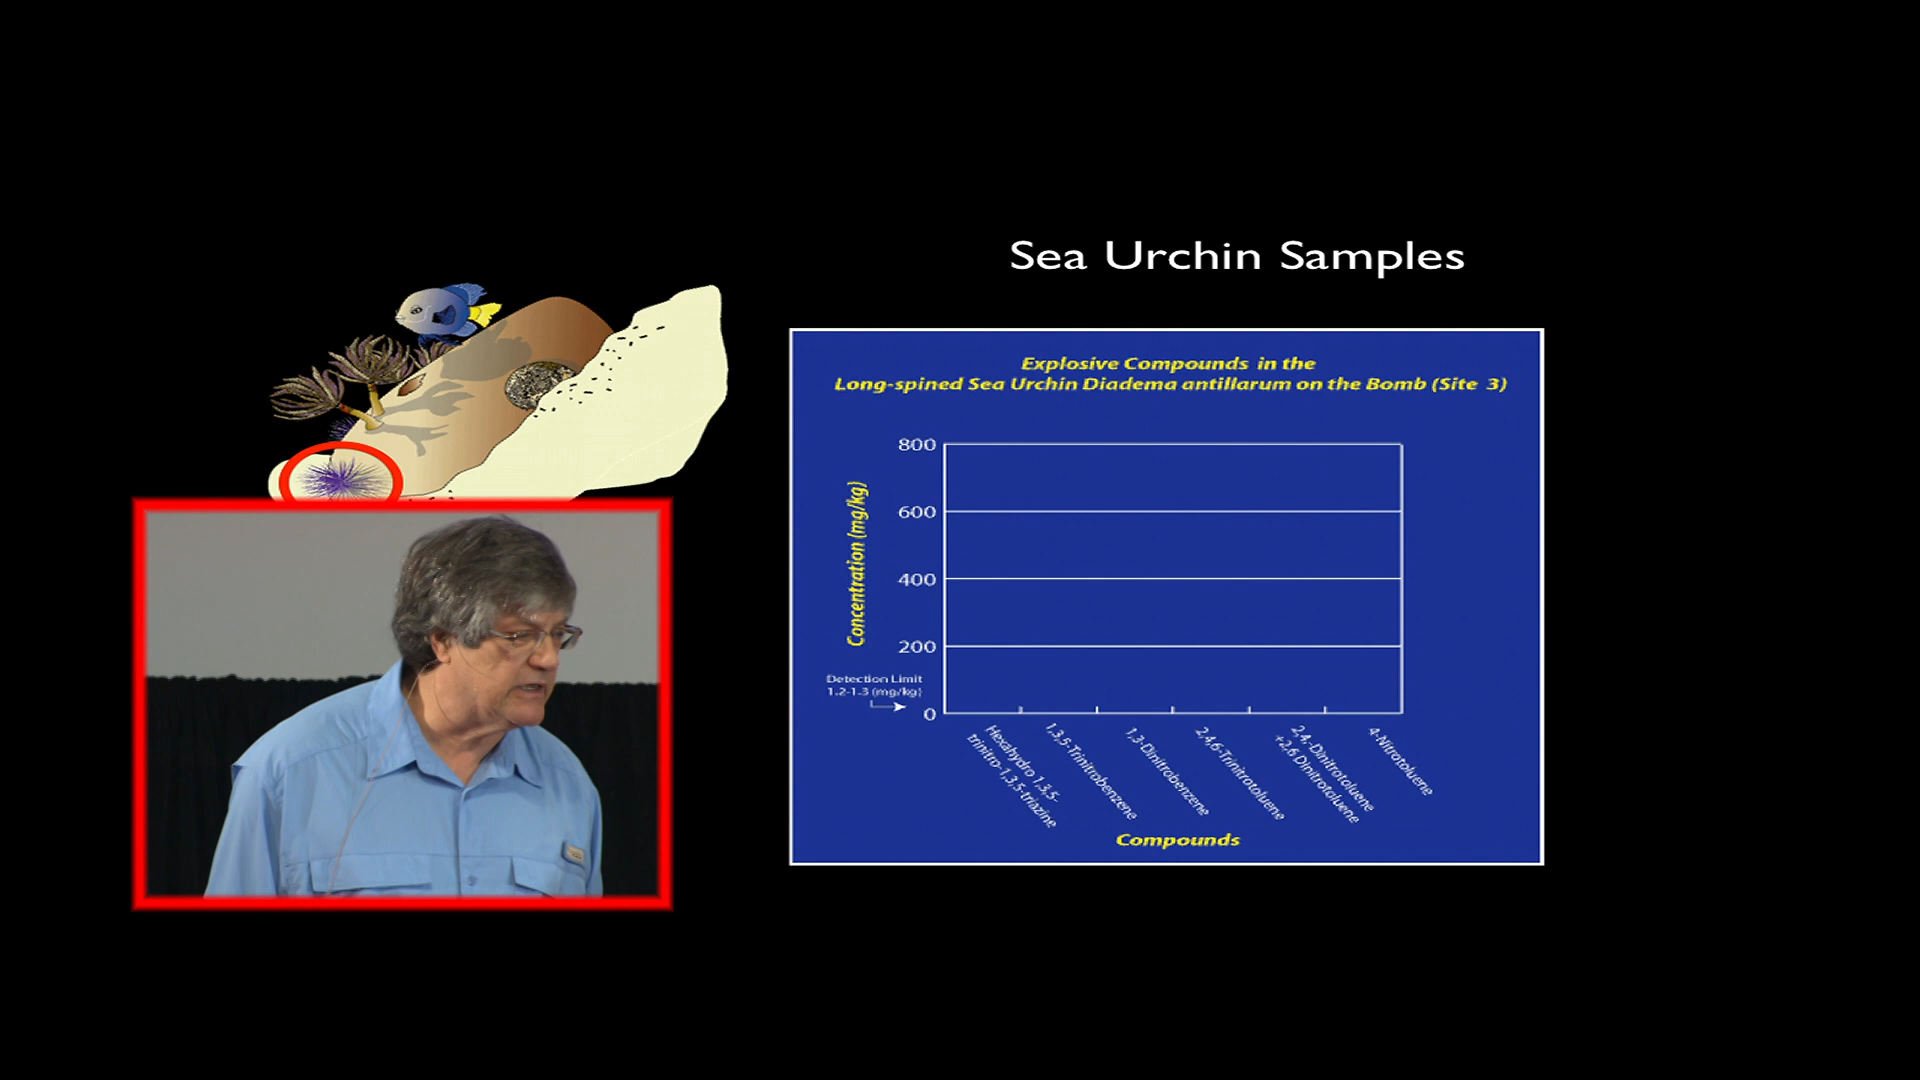 Sea Urchin Samples
Explosive Compounds in the
Long-spined Sea Urchin Diadema antillarum on the Bomb (Site 3)
800
600
400
200
0
Concentration (mg/kg)
Detection Limit
1.2-1.3 (mg/kg)
Hexahydro 1,3,5-
trinitro-1,3,5-triazine
1,3,5-Trinitrobenzene
1,3-Dinitrobenzene
2,4,6-Trinitrotoluene
2,4,-Dinitrotoluene
+2,6 Dinitrotoluene
4-Nitrotoluene
Compounds